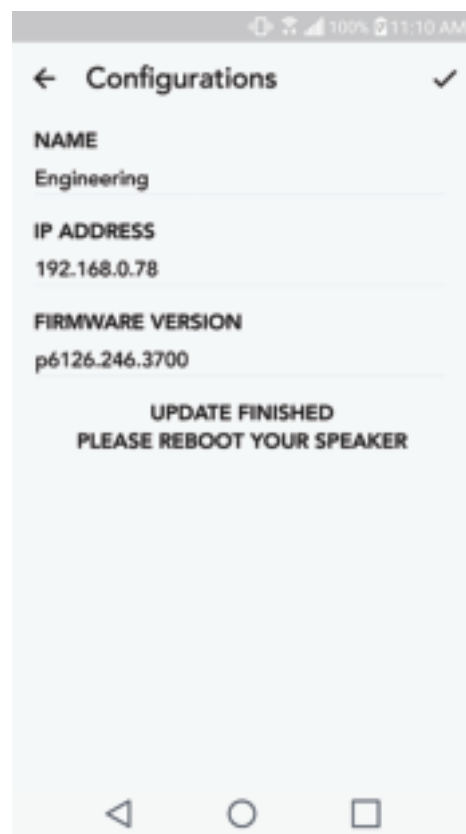 100% 11:10 AM
Configurations
NAME
Engineering
IP ADDRESS
192.168.0.78
FIRMWARE VERSION
p6126.246.3700
UPDATE FINISHED
PLEASE REBOOT YOUR SPEAKER